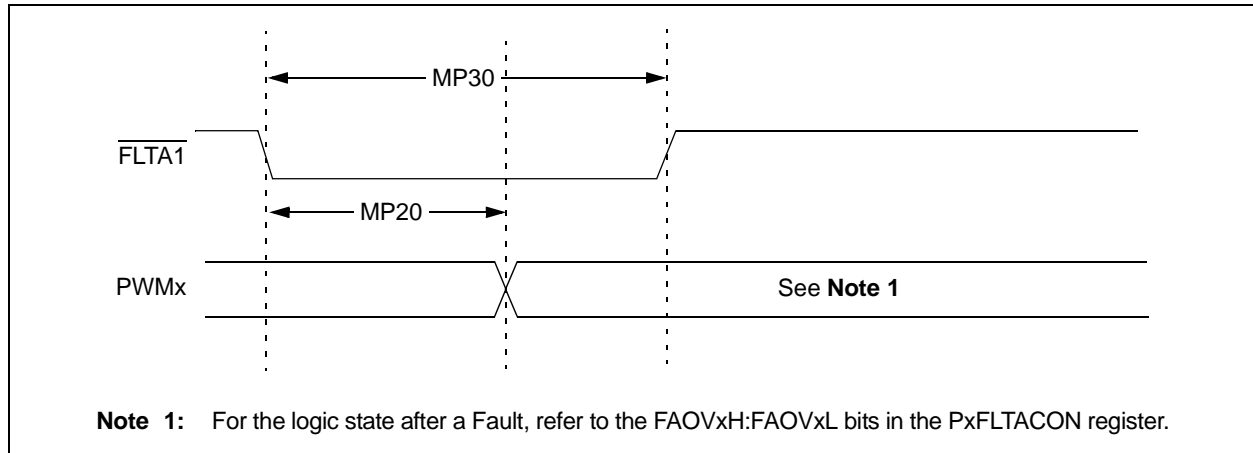 MP30
FLTA1
MP20
PWMx
See Note 1
Note 1: For the logic state after a Fault, refer to the FAOVxH:FAOVxL bits in the PxFLTACON register.